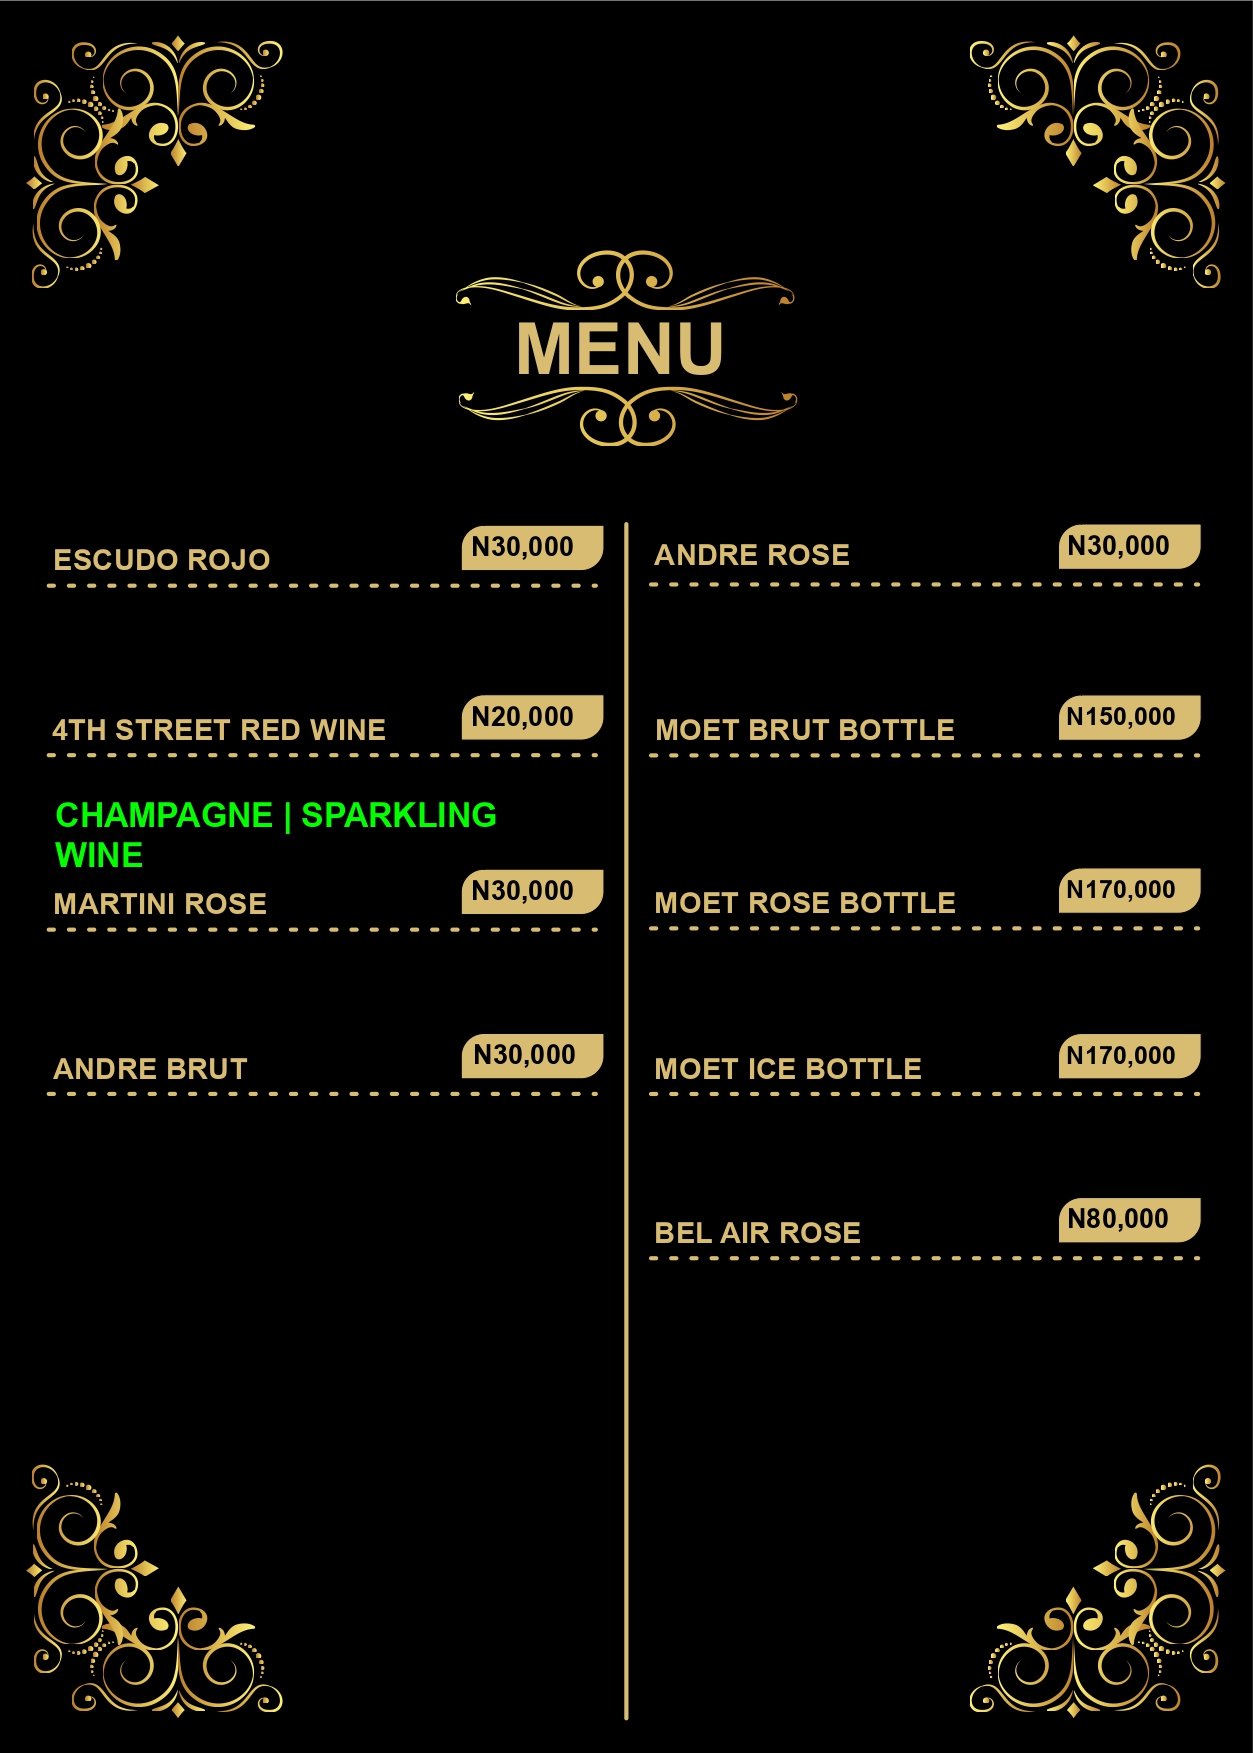 MENU
ESCUDO ROJO N30,000
4TH STREET RED WINE N20,000
CHAMPAGNE | SPARKLING
WINE
MARTINI ROSE N30,000
ANDRE BRUT N30,000
ANDRE ROSE N30,000
MOET BRUT BOTTLE N150,000
MOET ROSE BOTTLE N170,000
MOET ICE BOTTLE N170,000
BEL AIR ROSE N80,000